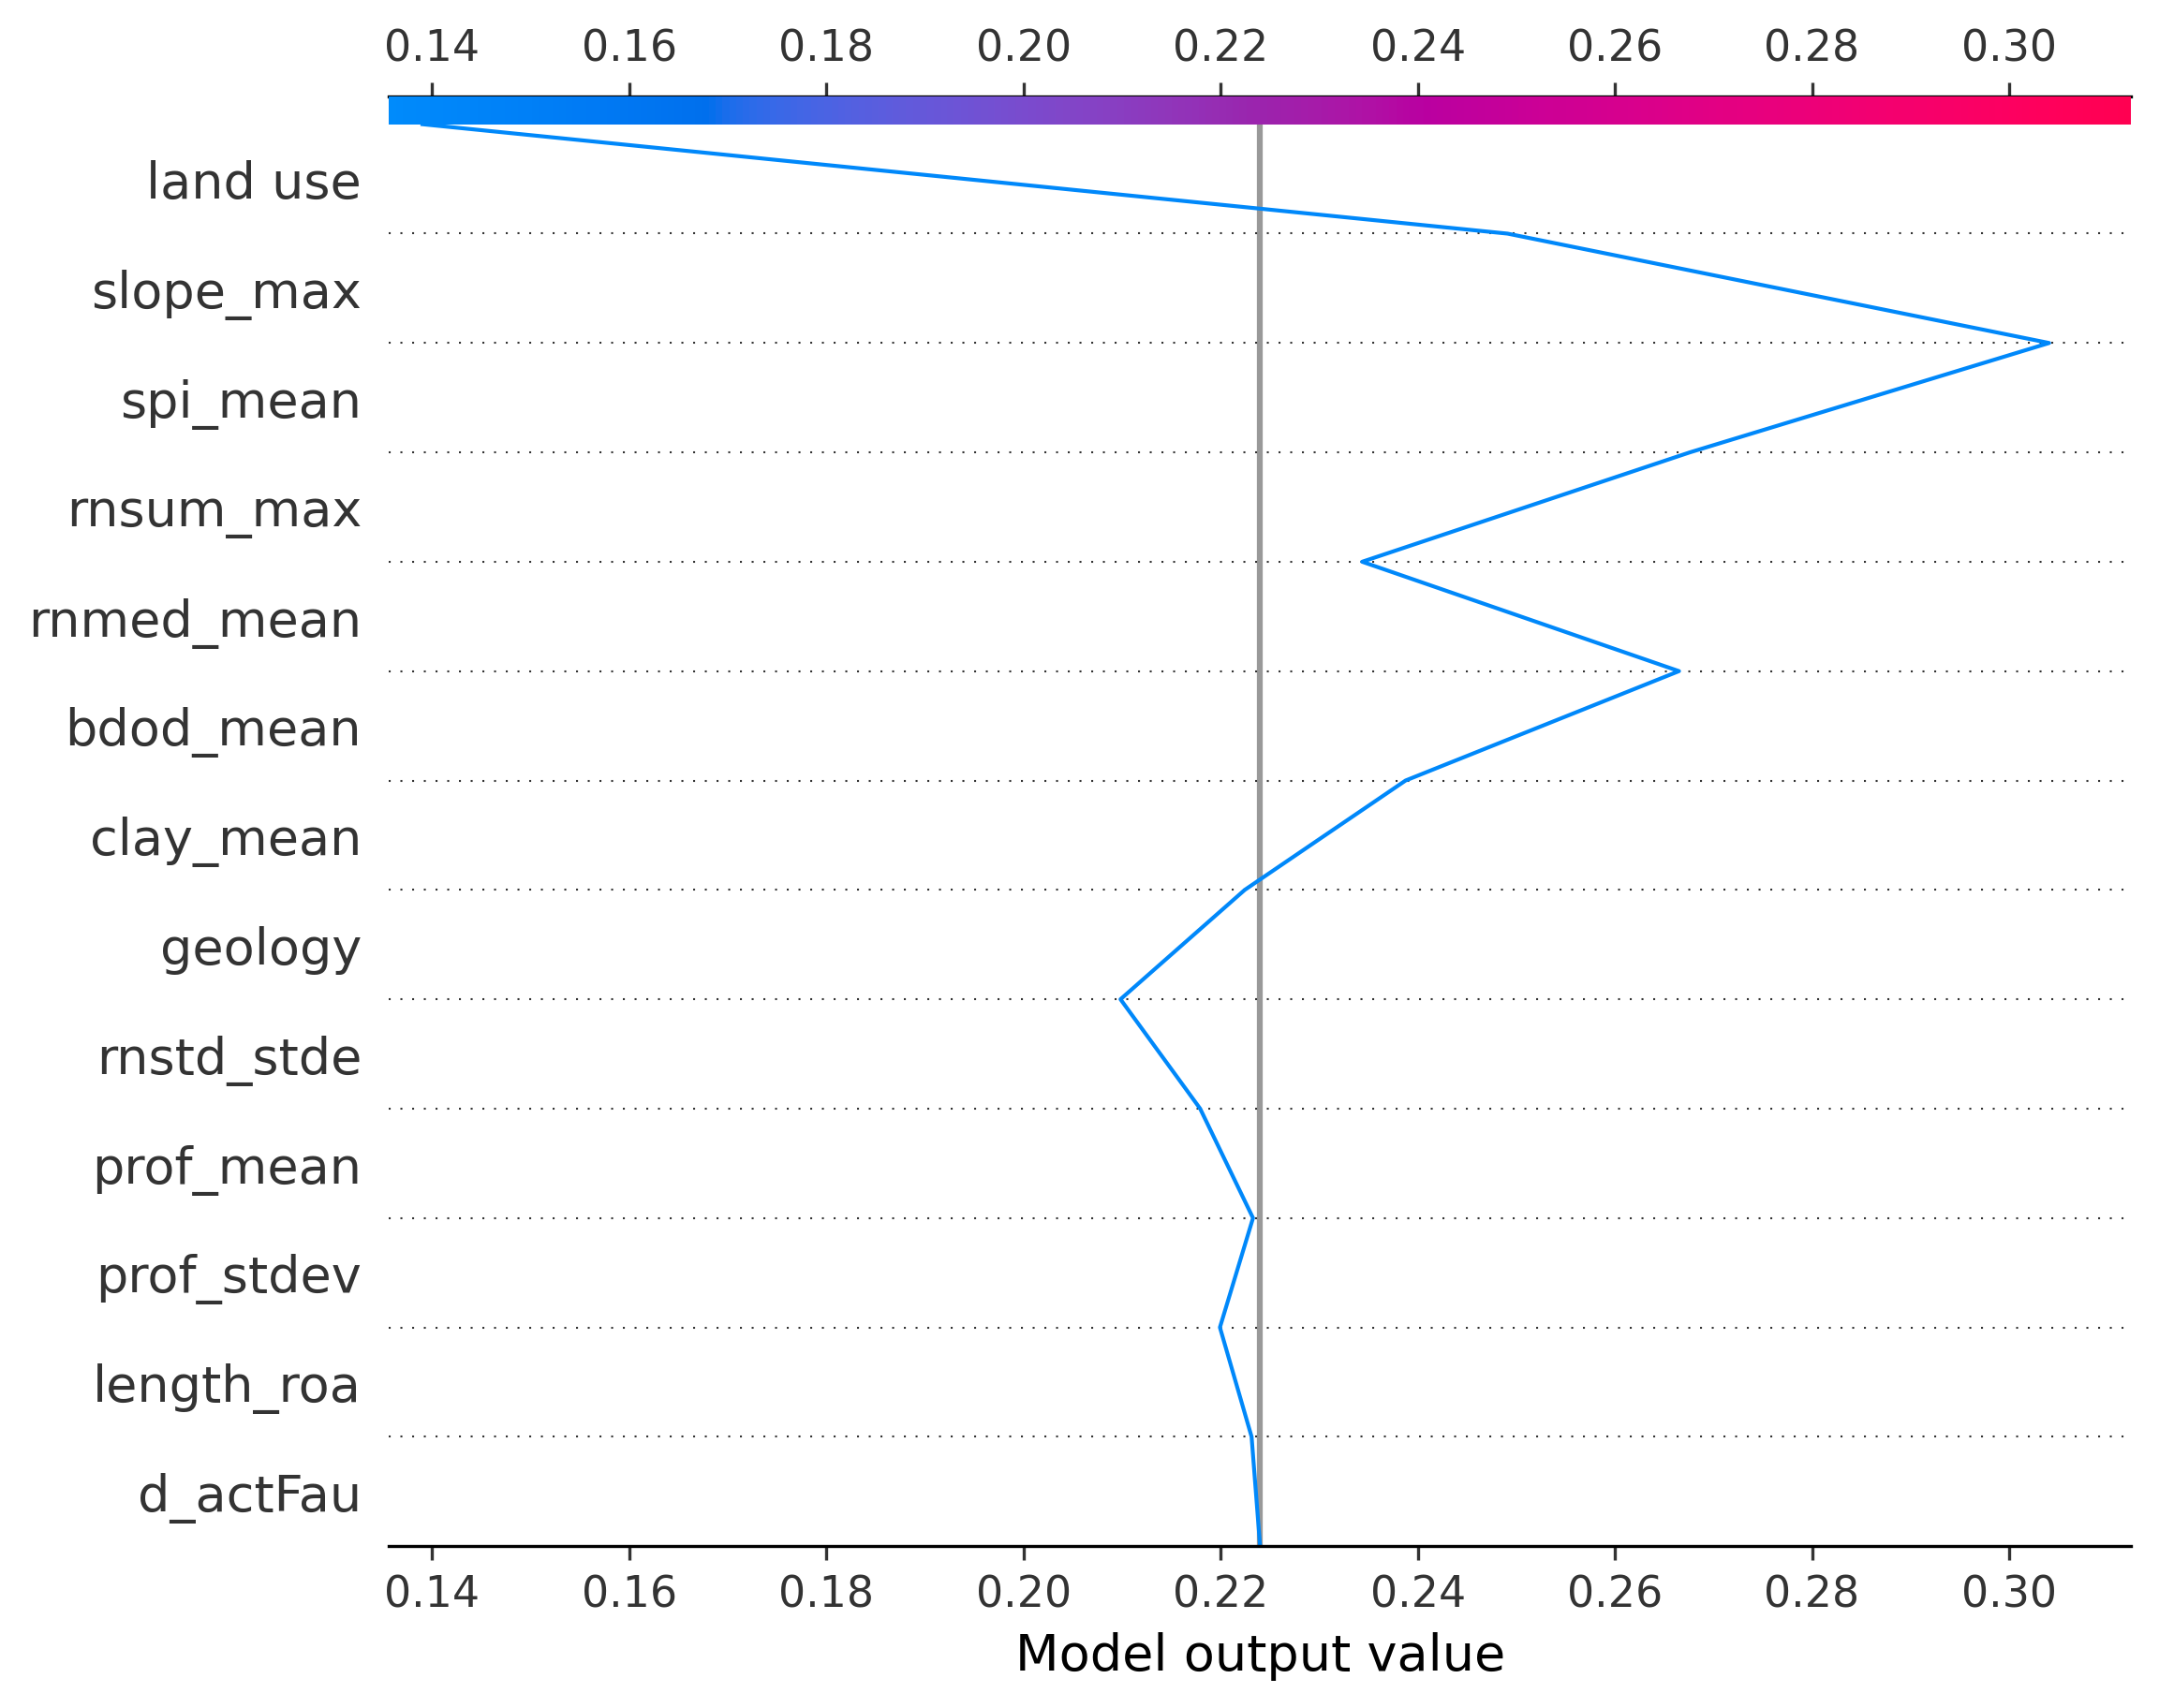 0.14 0.16 0.18 0.20 0.22 0.24 0.26 0.28 0.30
land use
slope_max
spi_mean
rnsum_max
rnmed_mean
bdod_mean
clay_mean
geology
rnstd_stde
prof_mean
prof_stdev
length_roa
d_actFau
0.14 0.16 0.18 0.20 0.22 0.24 0.26 0.28 0.30
Model output value